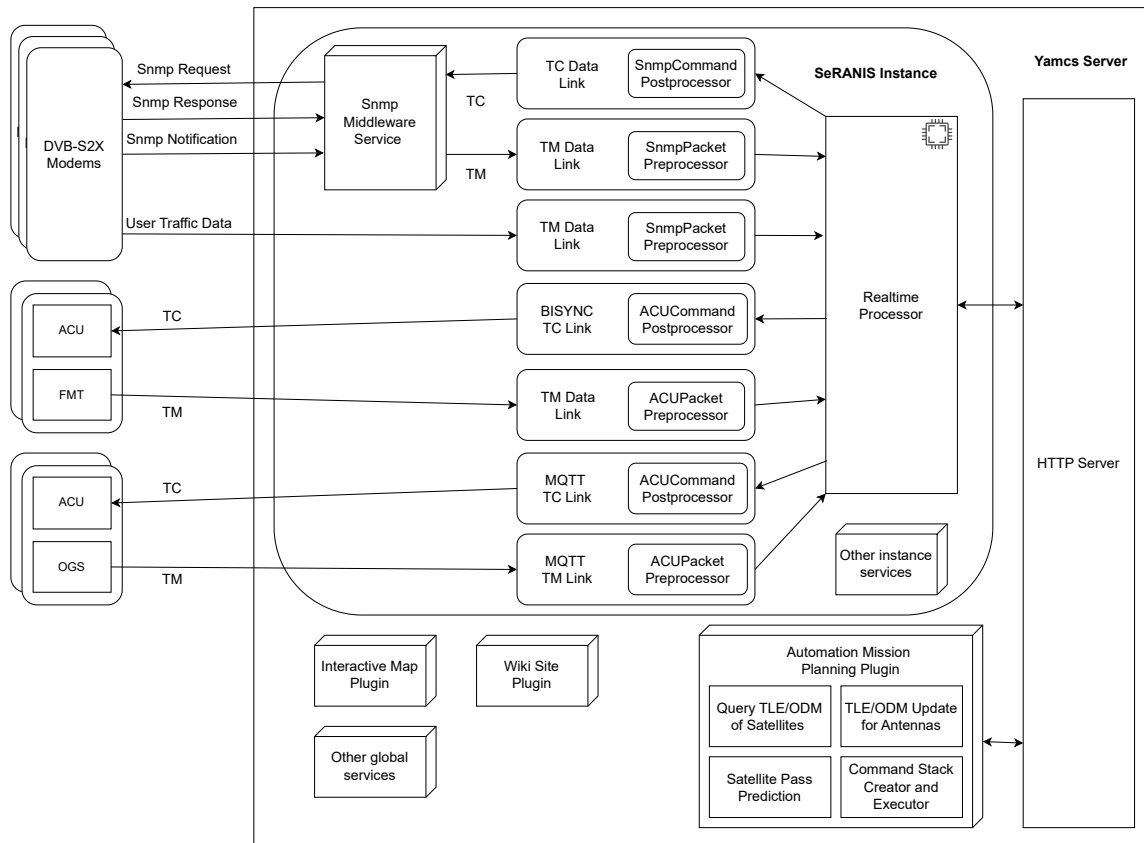 Yamcs Server
SeRANIS Instance
DVB-S2X
Modems
Snmp Request
Snmp Response
Snmp Notification
User Traffic Data
Snmp
Middleware
Service
TC
TM
TC Data
Link
SnmpCommand
Postprocessor
TM Data
Link
SnmpPacket
Preprocessor
TM Data
Link
SnmpPacket
Preprocessor
ACU
FMT
TC
TM
BISYNC
TC Link
ACUCommand
Postprocessor
TM Data
Link
ACUPacket
Preprocessor
ACU
OGS
TC
TM
MQTT
TC Link
ACUCommand
Postprocessor
MQTT
TM Link
ACUPacket
Preprocessor
Realtime
Processor
HTTP Server
Other instance
services
Interactive Map
Plugin
Wiki Site
Plugin
Other global
services
Automation Mission
Planning Plugin
Query TLE/ODM
of Satellites
TLE/ODM Update
for Antennas
Satellite Pass
Prediction
Command Stack
Creator and
Executor